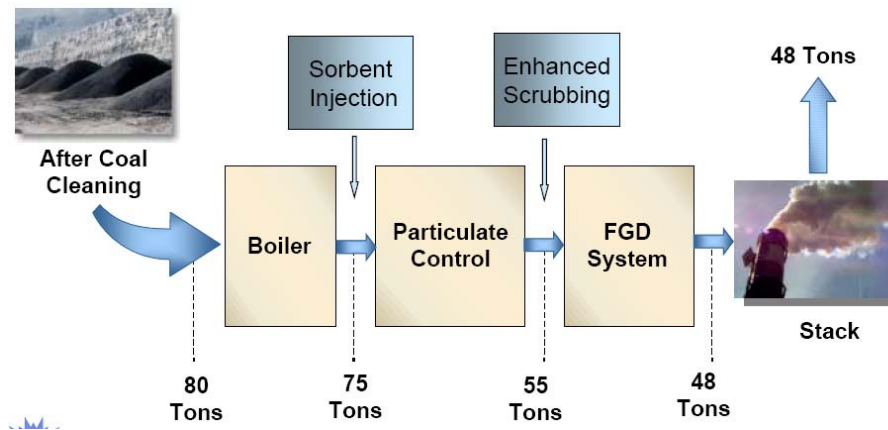 Sorbent
Injection
Enhanced
Scrubbing
48 Tons
After Coal
Cleaning
Boiler
Particulate
Control
FGD
System
Stack
80
Tons
75
Tons
55
Tons
48
Tons